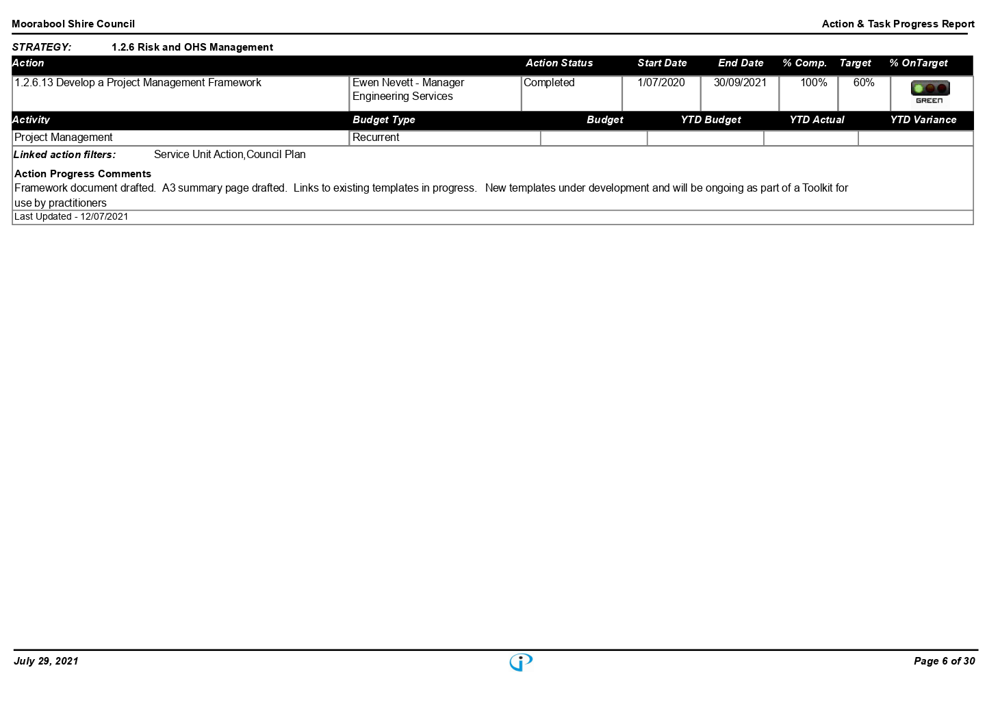 Moorabool Shire Council Action & Task Progress Report
STRATEGY: 1.2.6 Risk and OHS Management
Action Action Status Start Date End Date % Comp. Target % OnTarget
1.2.6.13 Develop a Project Management Framework Ewen Nevett - Manager Completed 1/07/2020 30/09/2021 100% 60%
Engineering Services
GREEN
Activity Budget Type Budget YTD Budget YTD Actual YTD Variance
Project Management Recurrent
Linked action filters: Service Unit Action,Council Plan
Action Progress Comments
Framework document drafted. A3 summary page drafted. Links to existing templates in progress. New templates under development and will be ongoing as part of a Toolkit for
use by practitioners
Last Updated - 12/07/2021
July 29, 2021 Page 6 of 30